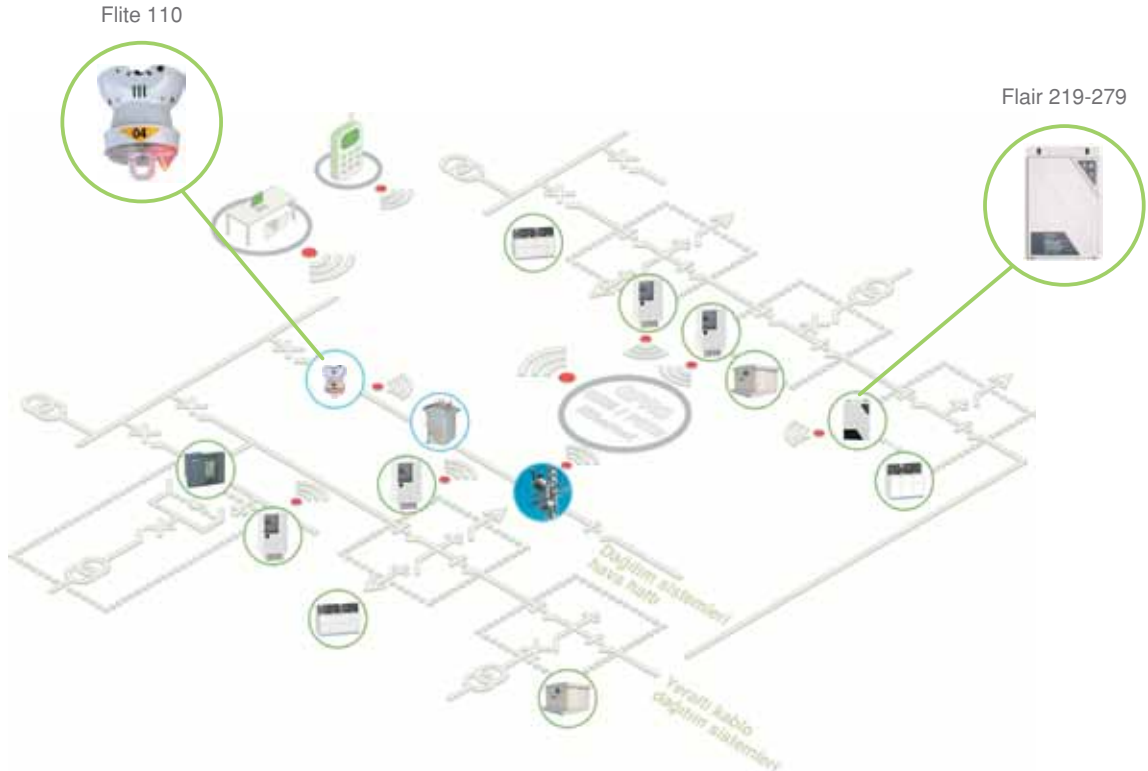 Flite 110
Flair 219-279
04
Dağıtım sistemleri
hava hattı
Yeraltı kablo
dağıtım sistemleri